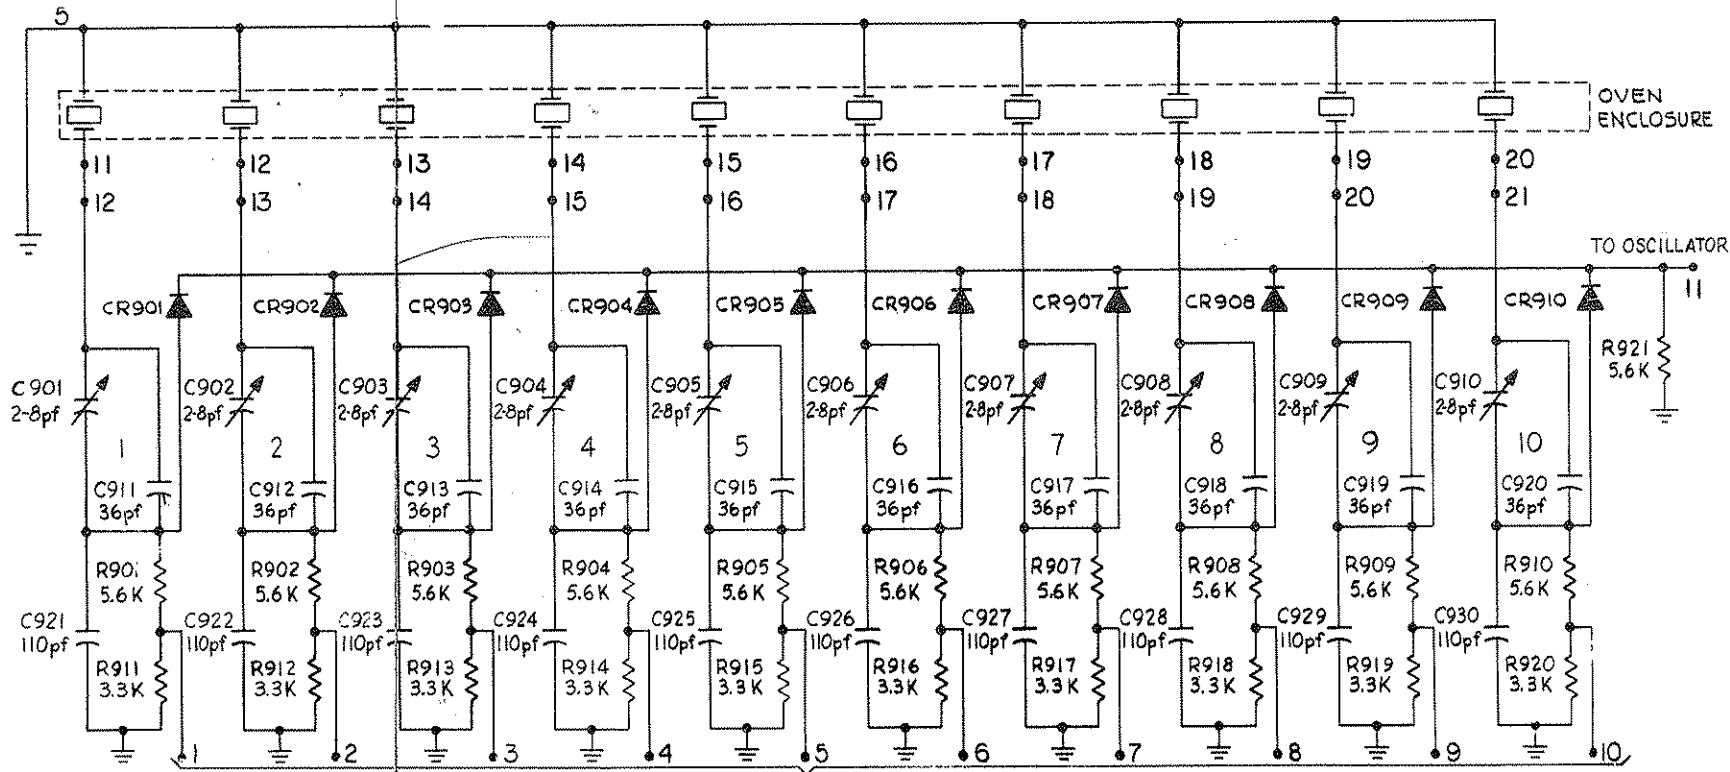 5
OVEN
ENCLOSURE
11 12 13 14 15 16 17 18 19 20
12 13 14 15 16 17 18 19 20 21
TO OSCILLATOR
11
CR901 CR902 CR903 CR904 CR905 CR906 CR907 CR908 CR909 CR910
R921
5.6K
C901 C902 C903 C904 C905 C906 C907 C908 C909 C910
2-8pf 2-8pf 2-8pf 2-8pf 2-8pf 2-8pf 2-8pf 2-8pf 2-8pf 2-8pf
1 2 3 4 5 6 7 8 9 10
C911 C912 C913 C914 C915 C916 C917 C918 C919 C920
36pf 36pf 36pf 36pf 36pf 36pf 36pf 36pf 36pf 36pf
R901 R902 R903 R904 R905 R906 R907 R908 R909 R910
5.6K 5.6K 5.6K 5.6K 5.6K 5.6K 5.6K 5.6K 5.6K 5.6K
C921 C922 C923 C924 C925 C926 C927 C928 C929 C930
110pf 110pf 110pf 110pf 110pf 110pf 110pf 110pf 110pf 110pf
R911 R912 R913 R914 R915 R916 R917 R918 R919 R920
3.3K 3.3K 3.3K 3.3K 3.3K 3.3K 3.3K 3.3K 3.3K 3.3K
1 2 3 4 5 6 7 8 9 10